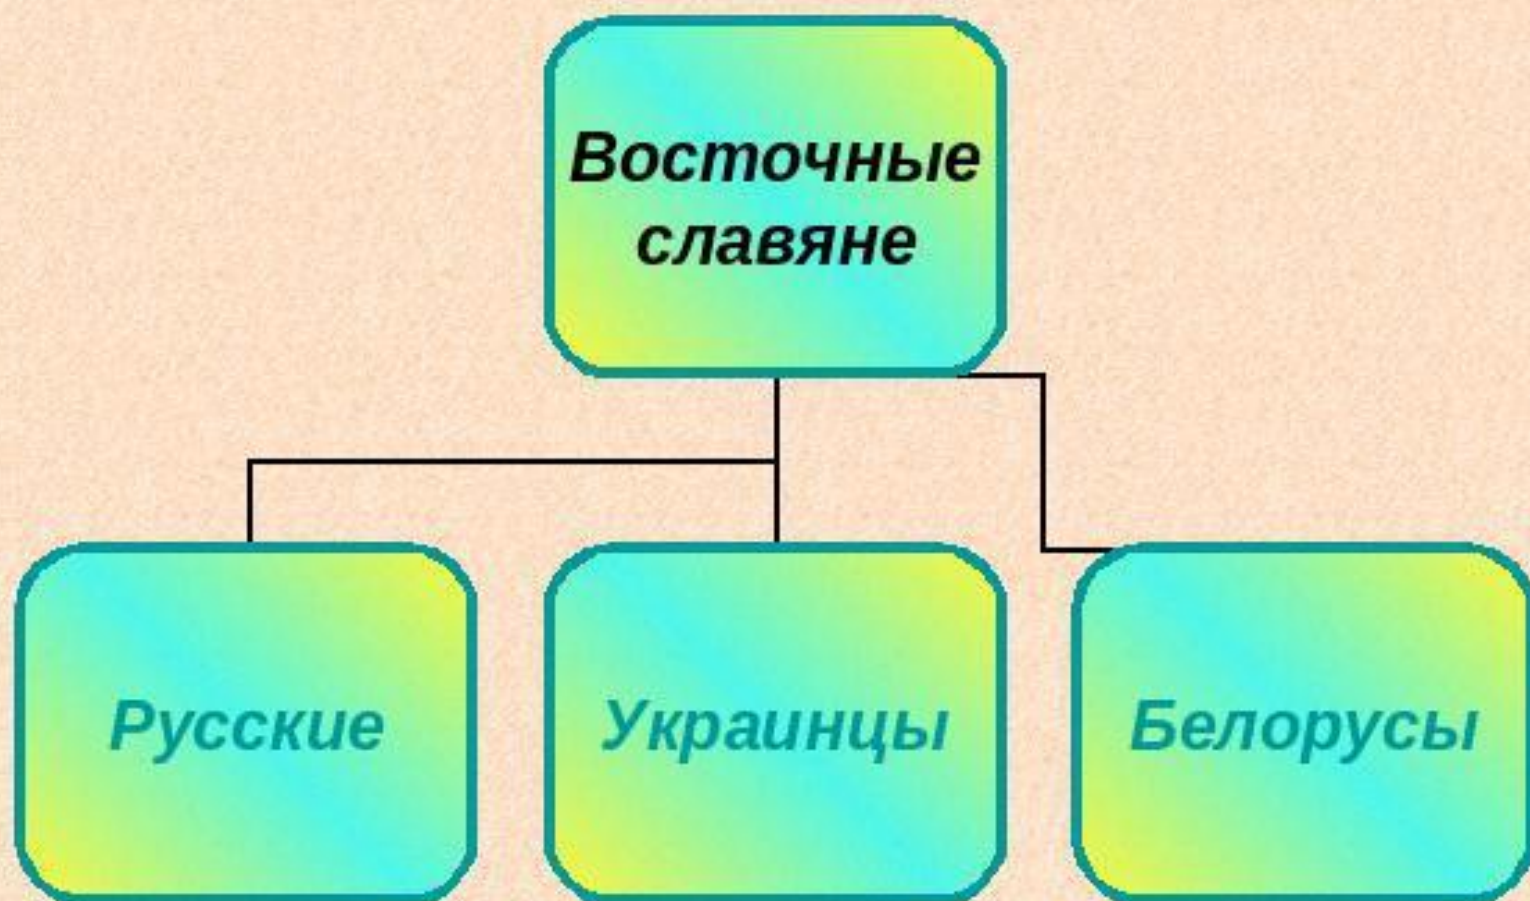 Восточные
славяне
Русские
Украинцы
Белорусы